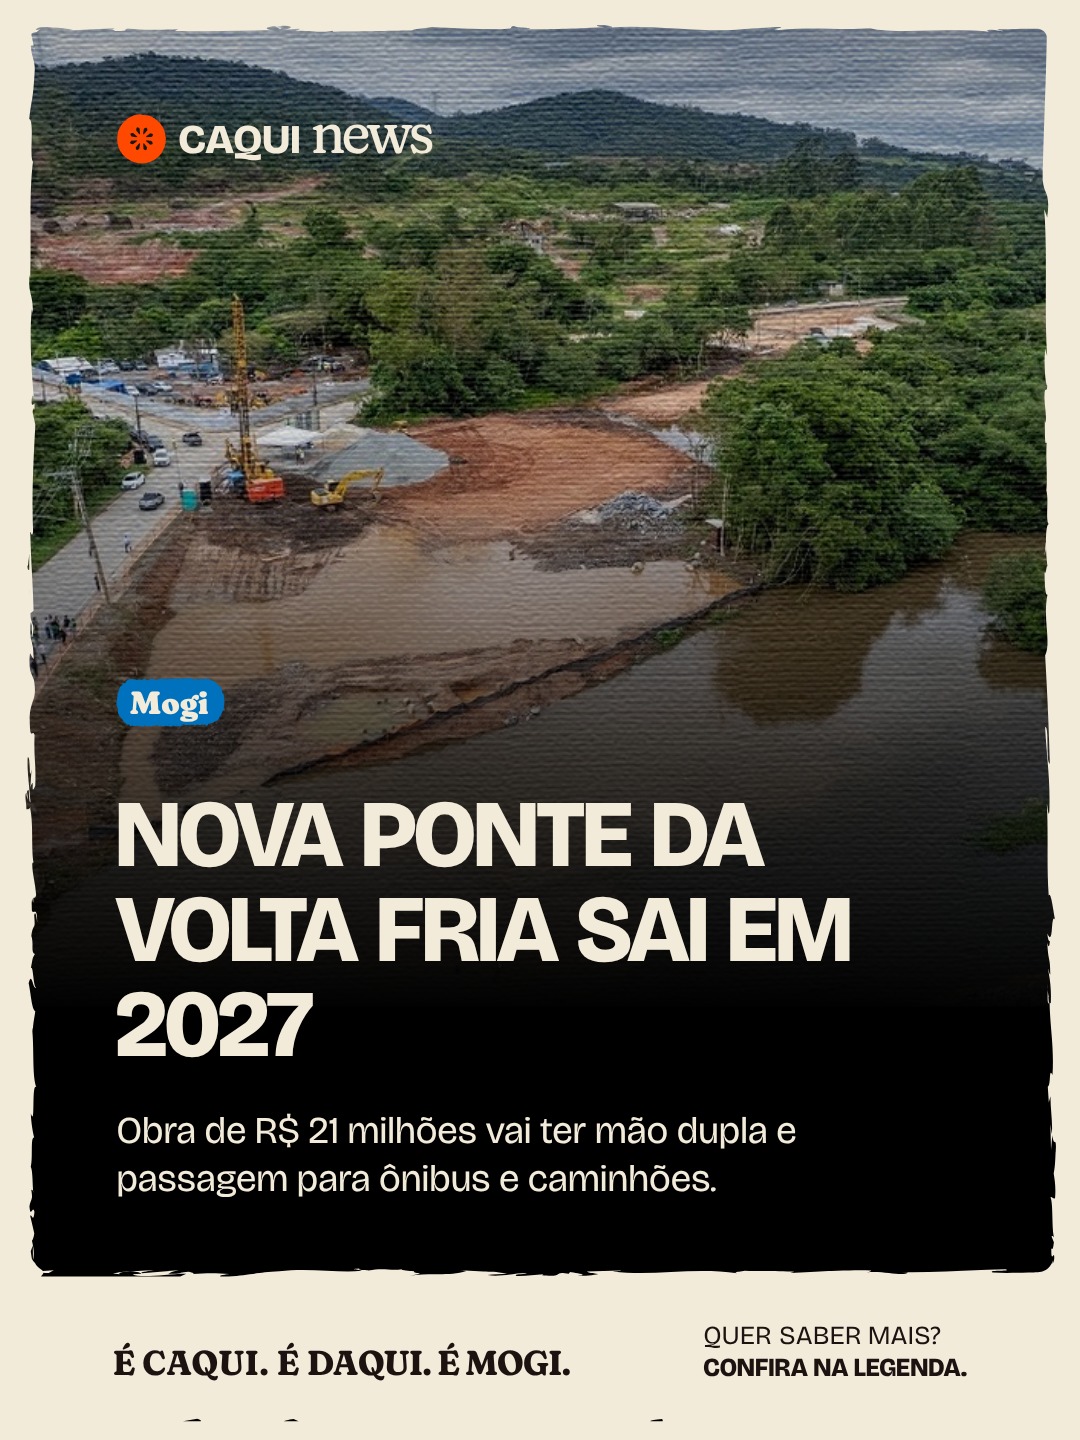 CAQUI news
Mogi
NOVA PONTE DA
VOLTA FRIA SAI EM
2027
Obra de R$ 21 milhões vai ter mão dupla e
passagem para ônibus e caminhões.
É CAQUI. É DAQUI. É MOGI.
QUER SABER MAIS?
CONFIRA NA LEGENDA.